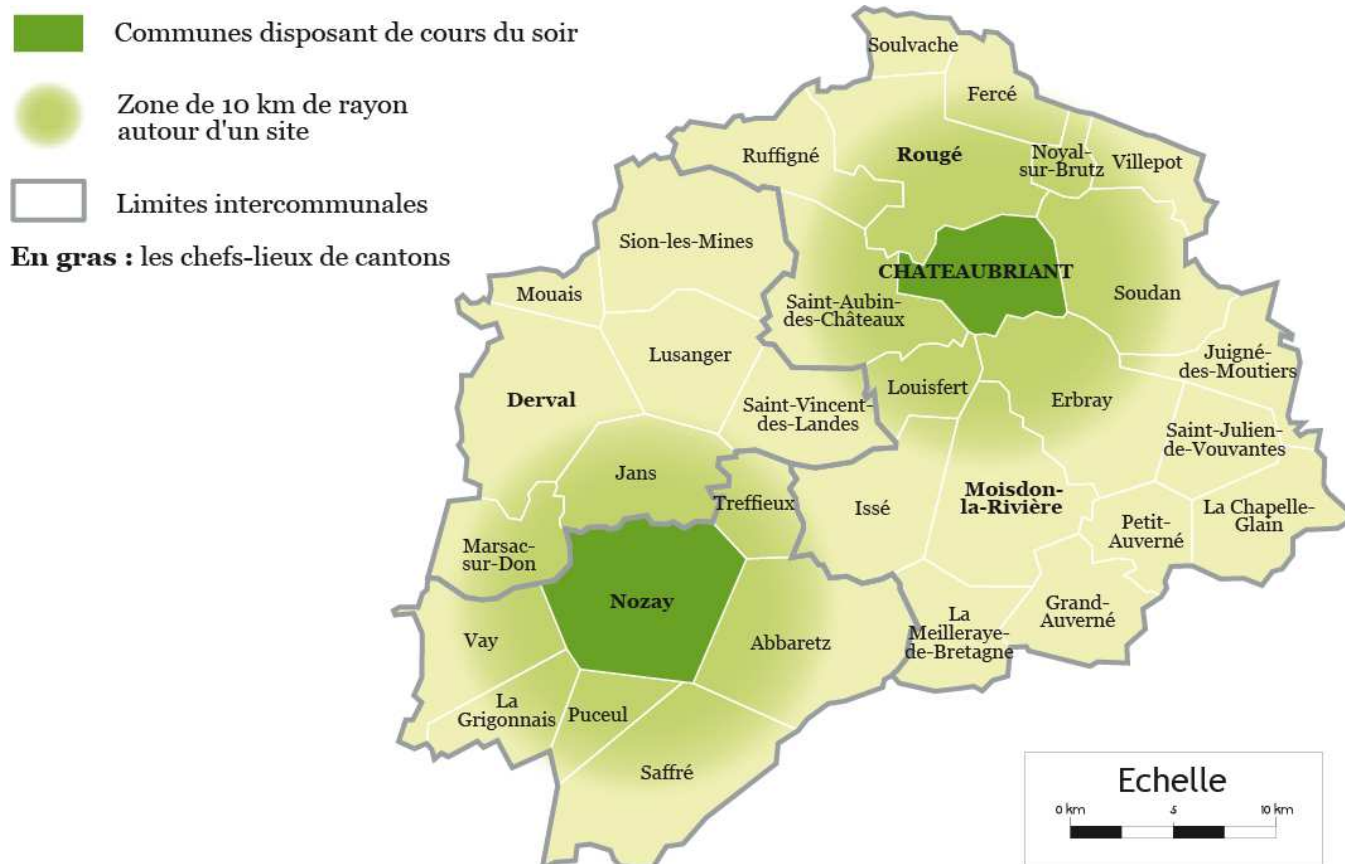 Communes disposant de cours du soir
Zone de 10 km de rayon
autour d'un site
Limites intercommunales
En gras : les chefs-lieux de cantons
Soulvache
Fercé
Ruffigné
Rougé
Noyal-
sur-Brutz
Villepot
Sion-les-Mines
CHATEAUBRIANT
Mouais
Saint-Aubin-
des-Châteaux
Soudan
Lusanger
Juigné-
des-Moutiers
Derval
Louisfert
Erbray
Saint-Vincent-
des-Landes
Saint-Julien-
de-Vouvantes
Jans
Treffieux
Issé
Moisdon-
la-Rivière
La Chapelle-
Glain
Petit-
Auverné
Marsac-
sur-Don
Nozay
Grand-
Auverné
La
Meilleraye-
de-Bretagne
Vay
Abbaretz
La
Grigonnais
Puceul
Saffré
Echelle
0 km 5 10 km